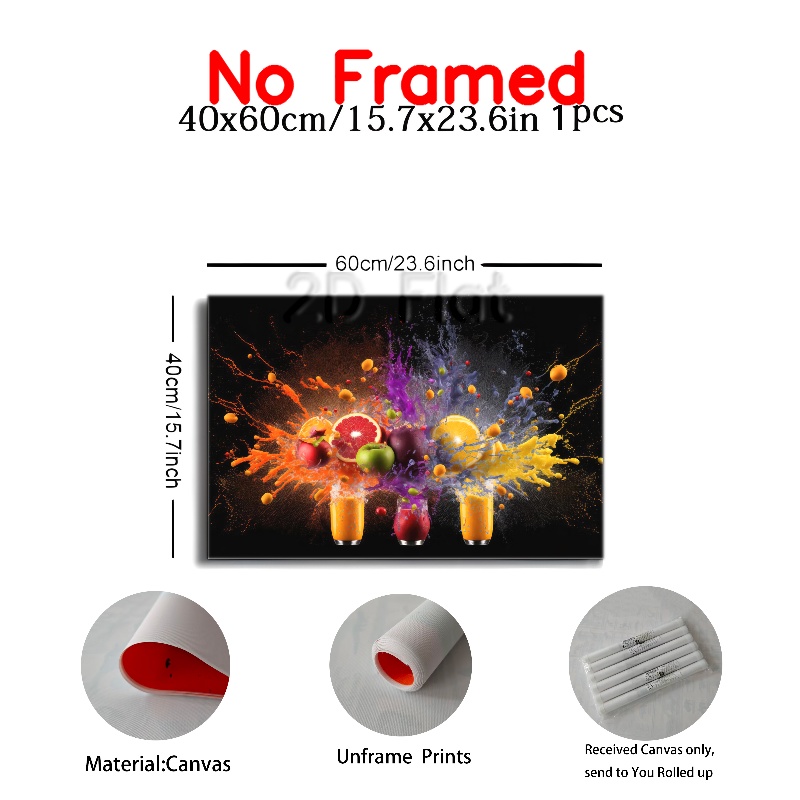 No Framed
40x60cm/15.7x23.6in 1pcs
60cm/23.6inch
2D Flat
40cm/15.7inch
Material:Canvas
Unframe Prints
Received Canvas only,
send to You Rolled up